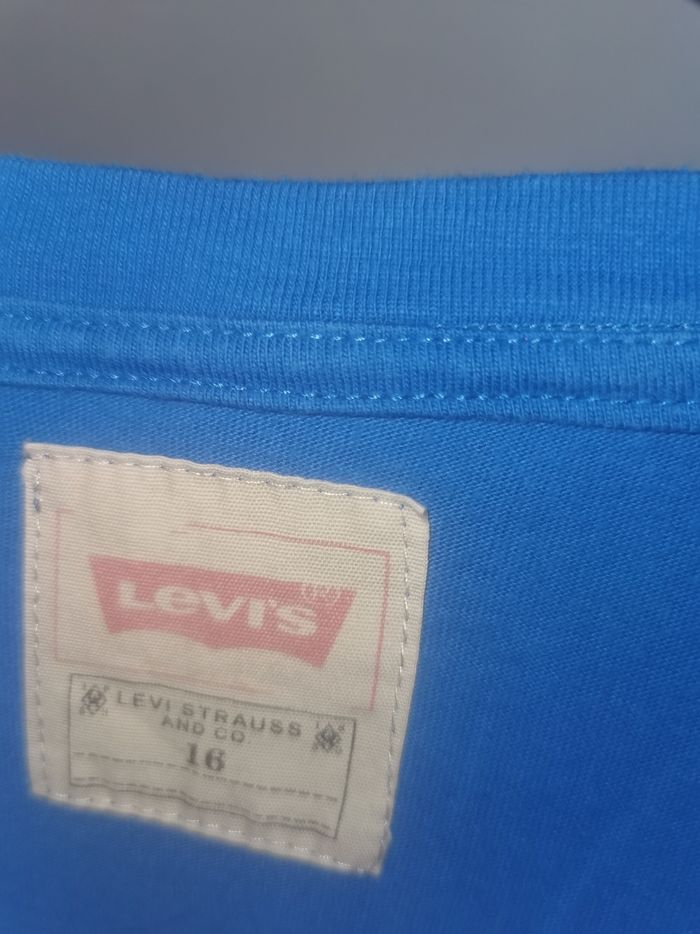 Levi's
LEVI STRAUSS
AND CO
16